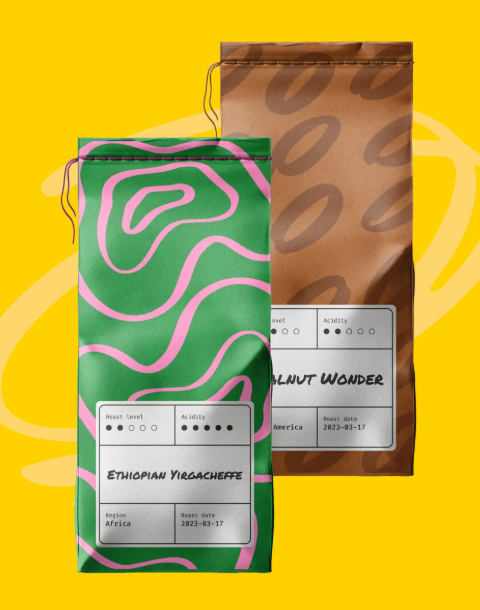 Roast level
Acidity
Ethiopian Yirgacheffe
Region
Africa
Roast date
2023-03-17
Acidity
Wonder
America
Roast date
2023-03-17